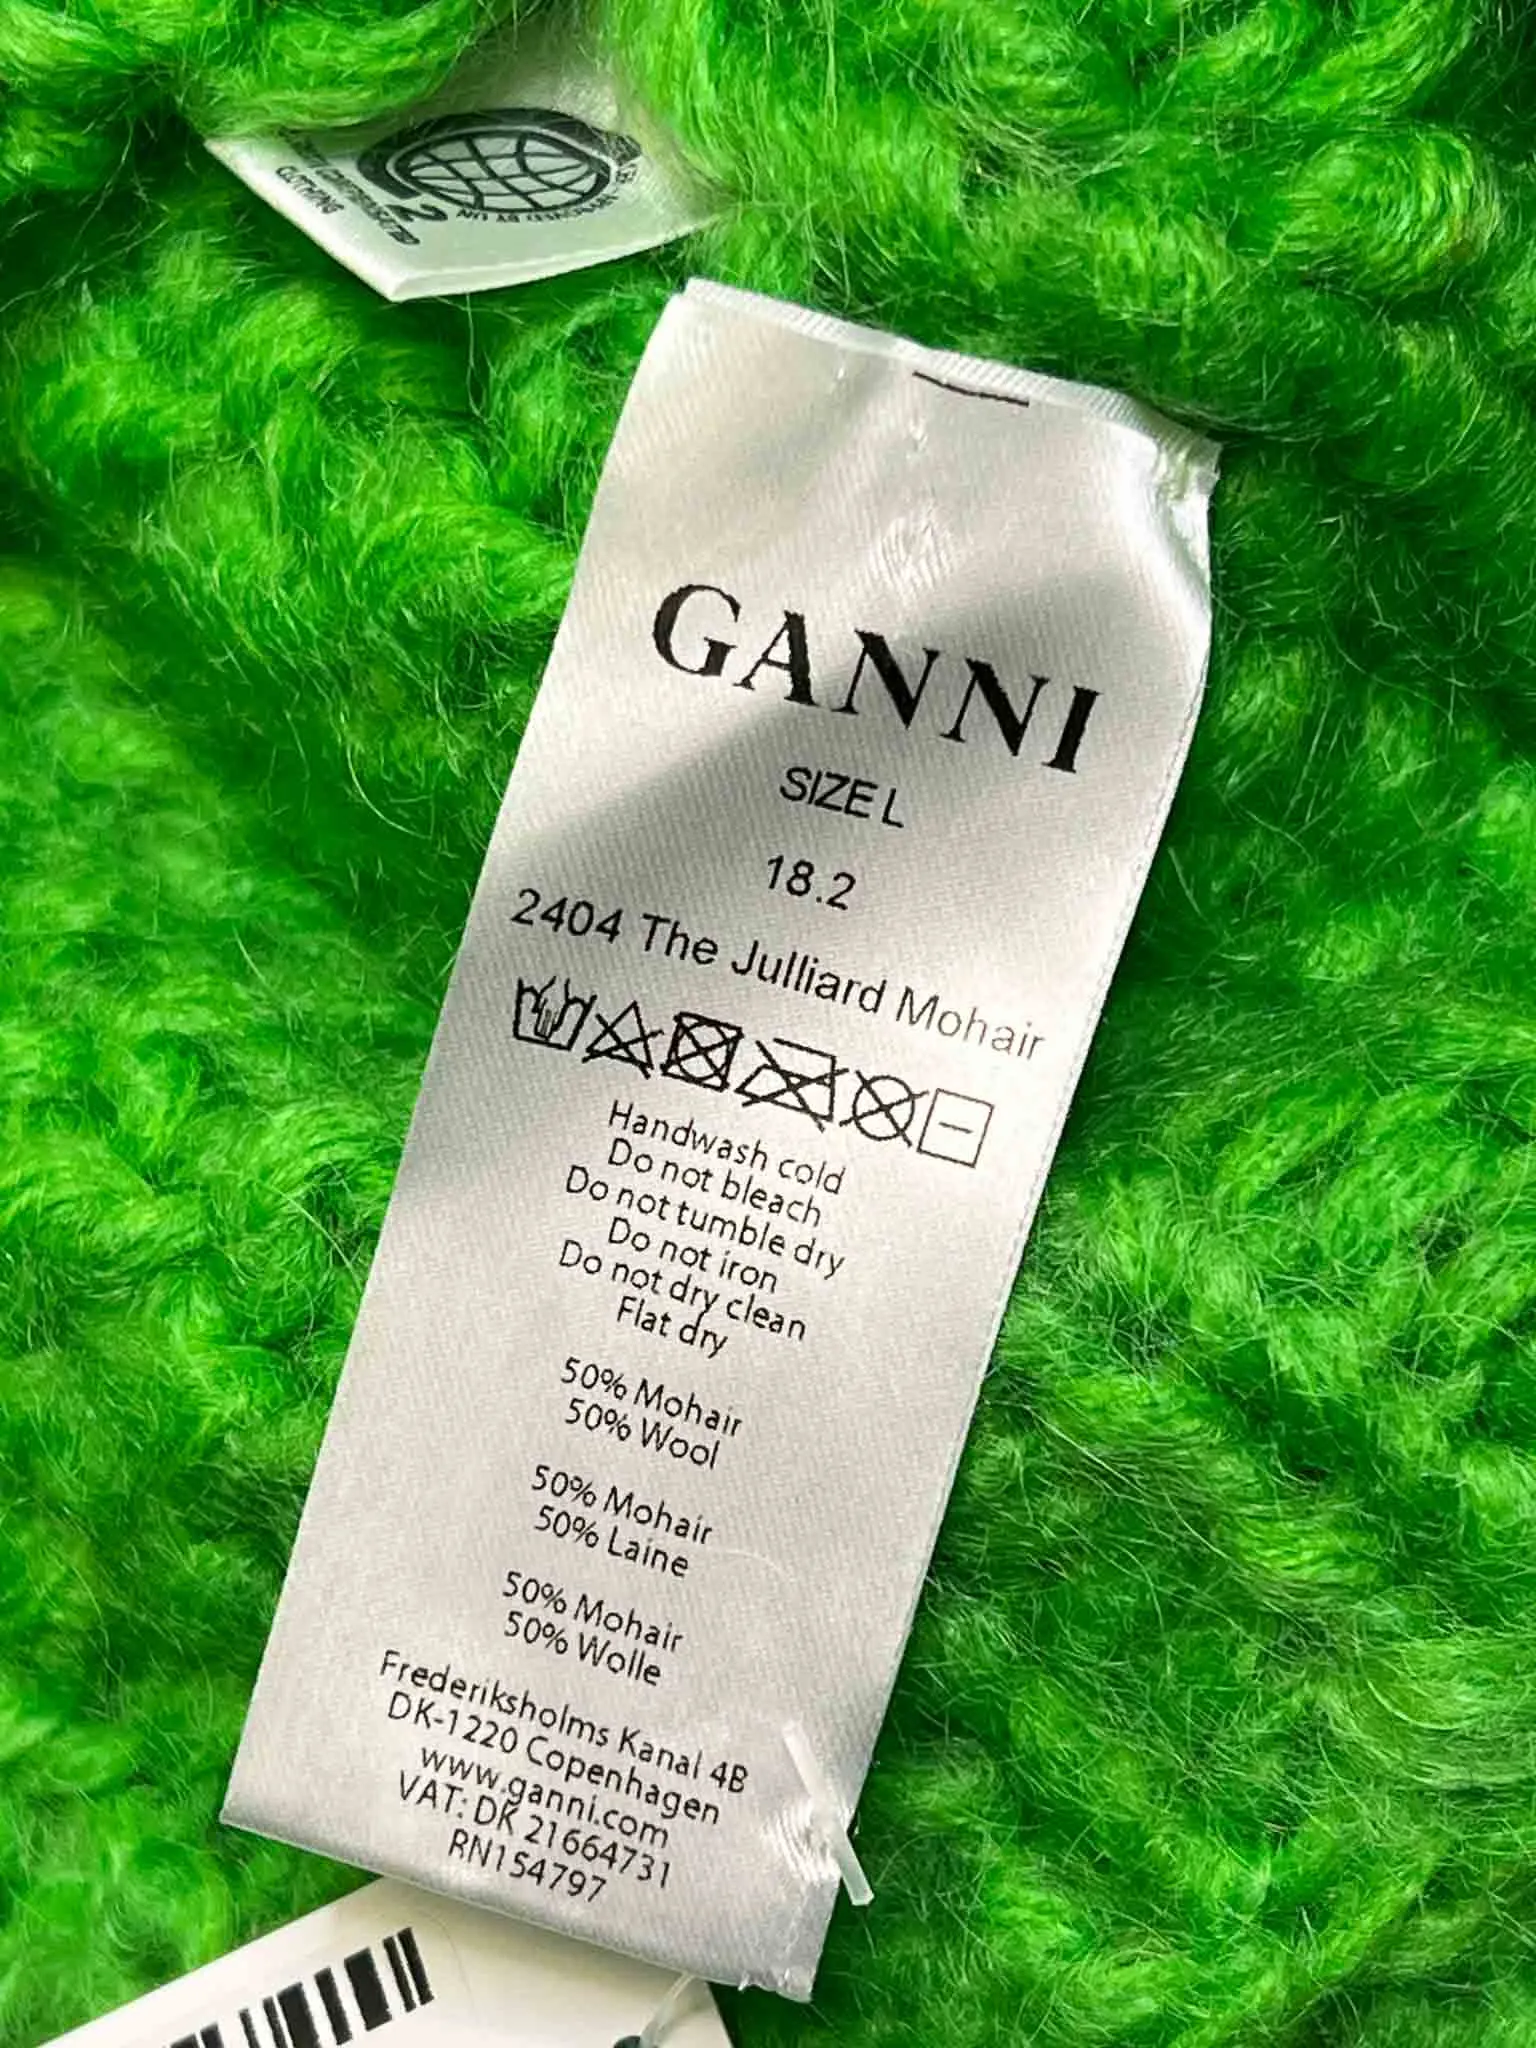 CLOTHING
GANNI
SIZE L
18.2
2404 The Julliard Mohair
Handwash cold
Do not bleach
Do not tumble dry
Do not iron
Do not dry clean
Flat dry
50% Mohair
50% Wool
50% Mohair
50% Laine
50% Mohair
50% Wolle
Frederiksholms Kanal 4B
DK-1220 Copenhagen
www.ganni.com
VAT: DK 21664731
RN154797